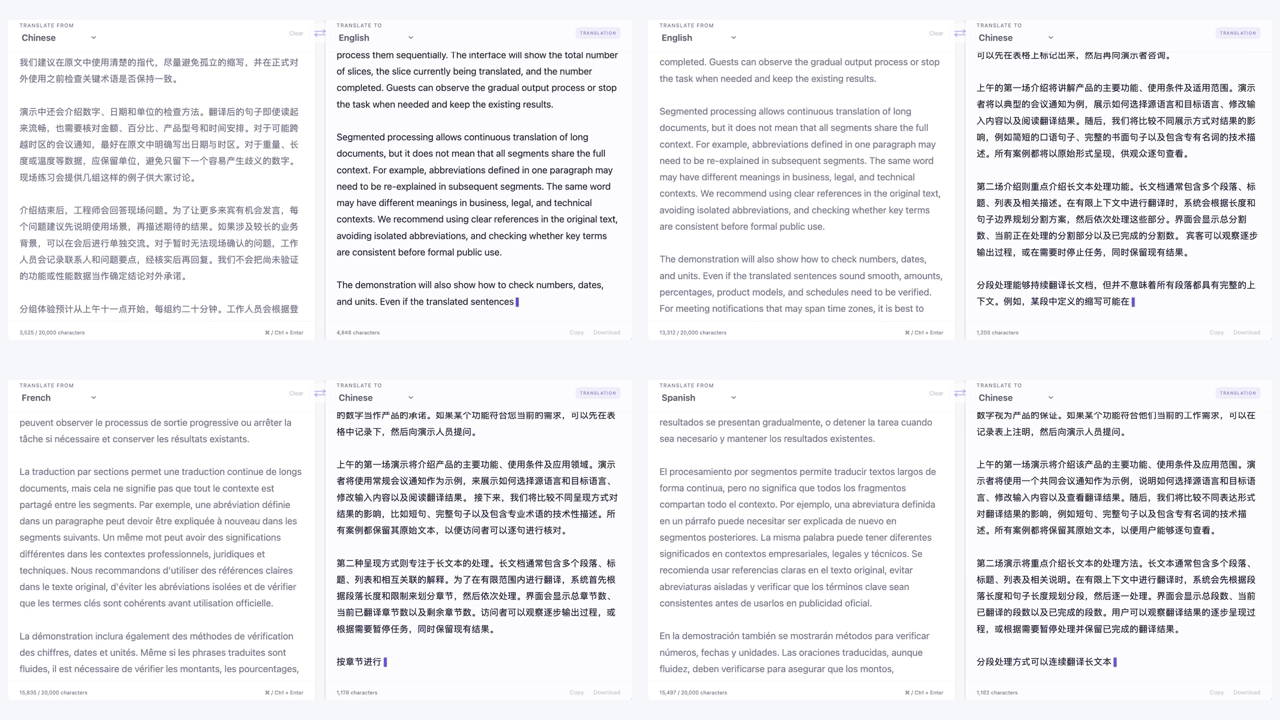 TRANSLATE FROM
Chinese
Clear
我们建议在原文中使用清楚的指代，尽量避免孤立的缩写，并在正式对
外使用之前检查关键术语是否保持一致。
演示中还会介绍数字、日期和单位的检查方法。翻译后的句子即使读起
来流畅，也需要核对金额、百分比、产品型号和时间安排。对于可能跨
越时区的会议通知，最好在原文中明确写出日期与时区。对于重量、长
度或温度等数据，应保留单位，避免只留下一个容易产生歧义的数字。
现场练习会提供几组这样的例子供大家讨论。
介绍结束后，工程师会回答现场问题。为了让更多来宾有机会发言，每
个问题建议先说明使用场景，再描述期待的结果。如果涉及较长的业务
背景，可以在会后进行单独交流。对于暂时无法现场确认的问题，工作
人员会记录联系人和问题要点，经核实后再回复。我们不会把尚未验证
的功能或性能数据当作确定结论对外承诺。
分组体验预计从上午十一点开始，每组约二十分钟。工作人员会根据登
3,525 / 20,000 characters
⌘ / Ctrl + Enter
TRANSLATE TO
English
TRANSLATION
process them sequentially. The interface will show the total number
of slices, the slice currently being translated, and the number
completed. Guests can observe the gradual output process or stop
the task when needed and keep the existing results.
Segmented processing allows continuous translation of long
documents, but it does not mean that all segments share the full
context. For example, abbreviations defined in one paragraph may
need to be re-explained in subsequent segments. The same word
may have different meanings in business, legal, and technical
contexts. We recommend using clear references in the original text,
avoiding isolated abbreviations, and checking whether key terms
are consistent before formal public use.
The demonstration will also show how to check numbers, dates,
and units. Even if the translated sentences
4,848 characters
Copy
Download
TRANSLATE FROM
English
Clear
completed. Guests can observe the gradual output process or stop
the task when needed and keep the existing results.
Segmented processing allows continuous translation of long
documents, but it does not mean that all segments share the full
context. For example, abbreviations defined in one paragraph may
need to be re-explained in subsequent segments. The same word
may have different meanings in business, legal, and technical
contexts. We recommend using clear references in the original text,
avoiding isolated abbreviations, and checking whether key terms
are consistent before formal public use.
The demonstration will also show how to check numbers, dates,
and units. Even if the translated sentences sound smooth, amounts,
percentages, product models, and schedules need to be verified.
For meeting notifications that may span time zones, it is best to
13,312 / 20,000 characters
⌘ / Ctrl + Enter
TRANSLATE TO
Chinese
TRANSLATION
可以先在表格上标记出来，然后再向演示者咨询。
上午的第一场介绍将讲解产品的主要功能、使用条件及适用范围。演示
者将以典型的会议通知为例，展示如何选择源语言和目标语言、修改输
入内容以及阅读翻译结果。随后，我们将比较不同展示方式对结果的影
响，例如简短的口语句子、完整的书面句子以及包含专有名词的技术描
述。所有案例都将以原始形式呈现，供观众逐句查看。
第二场介绍则重点介绍长文本处理功能。长文档通常包含多个段落、标
题、列表及相关描述。在有限上下文中进行翻译时，系统会根据长度和
句子边界规划分割方案，然后依次处理这些部分。界面会显示总分割
数、当前正在处理的分割部分以及已完成的分割数。 宾客可以观察逐步
输出过程，或在需要时停止任务，同时保留现有结果。
分段处理能够持续翻译长文档，但并不意味着所有段落都具有完整的上
下文。例如，某段中定义的缩写可能在
1,200 characters
Copy
Download
TRANSLATE FROM
French
Clear
peuvent observer le processus de sortie progressive ou arrêter la
tâche si nécessaire et conserver les résultats existants.
La traduction par sections permet une traduction continue de longs
documents, mais cela ne signifie pas que tout le contexte est
partagé entre les segments. Par exemple, une abréviation définie
dans un paragraphe peut devoir être expliquée à nouveau dans les
segments suivants. Un même mot peut avoir des significations
différentes dans les contextes professionnels, juridiques et
techniques. Nous recommandons d'utiliser des références claires
dans le texte original, d'éviter les abréviations isolées et de vérifier
que les termes clés sont cohérents avant utilisation officielle.
La démonstration inclura également des méthodes de vérification
des chiffres, dates et unités. Même si les phrases traduites sont
fluides, il est nécessaire de vérifier les montants, les pourcentages,
15,835 / 20,000 characters
⌘ / Ctrl + Enter
TRANSLATE TO
Chinese
TRANSLATION
的数字当作产品的承诺。如果某个功能符合您当前的需求，可以先在表
格中记录下，然后向演示人员提问。
上午的第一场演示将介绍产品的主要功能、使用条件及应用领域。演示
者将使用常规会议通知作为示例，来展示如何选择源语言和目标语言、
修改输入内容以及阅读翻译结果。 接下来，我们将比较不同呈现方式对
结果的影响，比如短句、完整句子以及包含专业术语的技术性描述。所
有案例都保留原始文本，以便访问者可以逐句进行核对。
第二种呈现方式则专注于长文本的处理。长文档通常包含多个段落、标
题、列表和相互关联的解释。为了在有限范围内进行翻译，系统首先根
据段落长度和限制来划分章节，然后依次处理。界面会显示总章节数、
当前已翻译章节数以及剩余章节数。访问者可以观察逐步输出过程，或
根据需要暂停任务，同时保留现有结果。
按章节进行
1,178 characters
Copy
Download
TRANSLATE FROM
Spanish
Clear
resultados se presentan gradualmente, o detener la tarea cuando
sea necesario y mantener los resultados existentes.
El procesamiento por segmentos permite traducir textos largos de
forma continua, pero no significa que todos los fragmentos
compartan todo el contexto. Por ejemplo, una abreviatura definida
en un párrafo puede necesitar ser explicada de nuevo en
segmentos posteriores. La misma palabra puede tener diferentes
significados en contextos empresariales, legales y técnicos. Se
recomienda usar referencias claras en el texto original, evitar
abreviaturas aisladas y verificar que los términos clave sean
consistentes antes de usarlos en publicidad oficial.
En la demostración también se mostrarán métodos para verificar
números, fechas y unidades. Las oraciones traducidas, aunque
fluidez, deben verificarse para asegurar que los montos,
15,497 / 20,000 characters
⌘ / Ctrl + Enter
TRANSLATE TO
Chinese
TRANSLATION
数字视为产品的保证。如果某个功能符合他们当前的工作需求，可以在
记录表上注明，然后向演示人员提问。
上午的第一场演示将介绍该产品的主要功能、使用条件及适用范围。演
示者将使用一个共同会议通知作为示例，说明如何选择源语言和目标语
言、修改输入内容以及查看翻译结果。随后，我们将比较不同表达形式
对翻译结果的影响，例如短句、完整句子以及包含专有名词的技术描
述。所有案例都将保留其原始文本，以便用户能够逐句查看。
第二场演示重点介绍长文本的处理方法。长文本通常包含多个段落、
标题、列表及相关说明。在有限上下文中进行翻译时，系统会先根据
段落长度和句子长度规划分段，然后逐一处理。界面会显示总段数、当前
已翻译的段数以及已完成的段数。用户可以观察翻译结果的逐步呈现过
程，或根据需要暂停处理并保留已完成的翻译结果。
分段处理方式可以连续翻译长文本
1,183 characters
Copy
Download